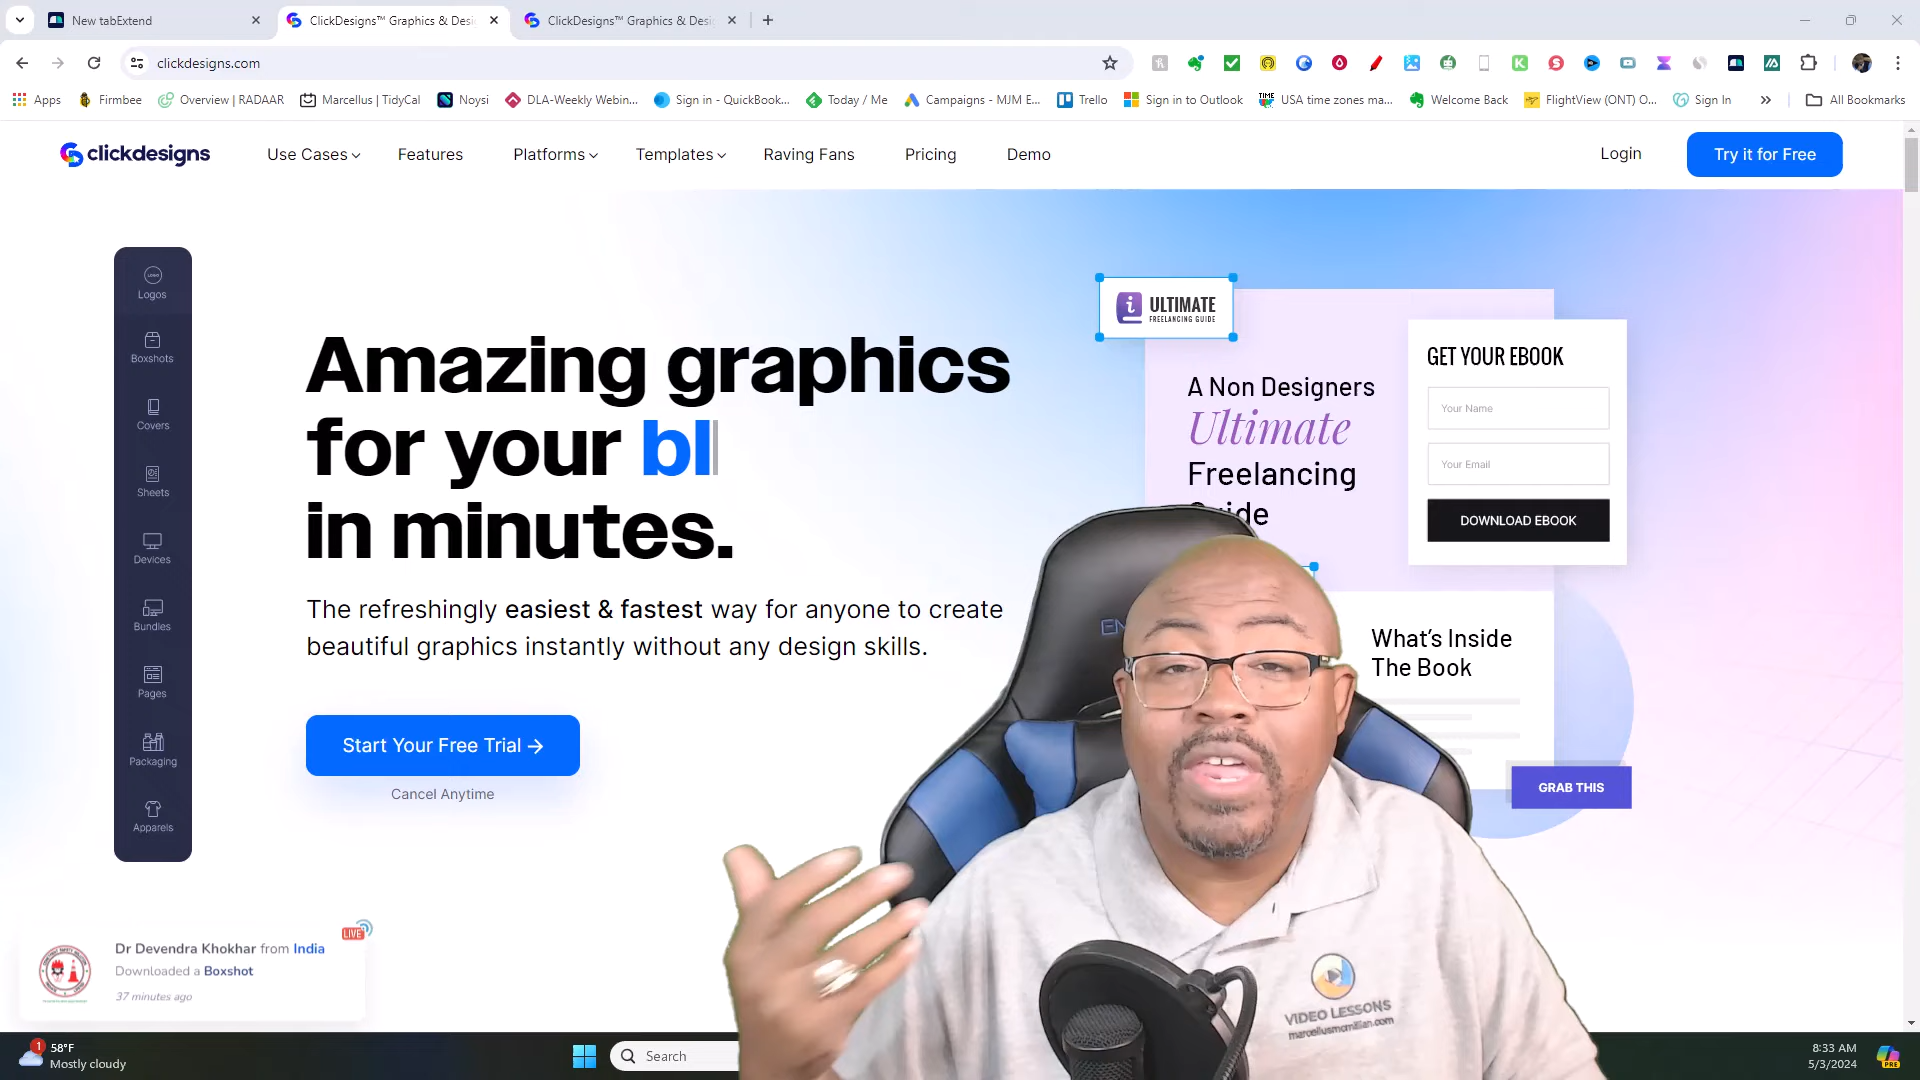 New tabExtend
ClickDesigns™ Graphics & Desi
ClickDesigns™ Graphics & Desi
clickdesigns.com
Apps
Firmbee
Overview | RADAAR
Marcellus | TidyCal
Noysi
DLA-Weekly Webin...
Sign in - QuickBook...
Today / Me
Campaigns - MJM E...
Trello
Sign in to Outlook
USA time zones ma...
Welcome Back
FlightView (ONT) O...
Sign In
All Bookmarks
clickdesigns
Use Cases
Features
Platforms
Templates
Raving Fans
Pricing
Demo
Login
Try it for Free
Logos
Boxshots
Covers
Sheets
Devices
Bundles
Pages
Packaging
Apparels
Amazing graphics
for your bl
in minutes.
The refreshingly easiest & fastest way for anyone to create
beautiful graphics instantly without any design skills.
Start Your Free Trial →
Cancel Anytime
ULTIMATE
FREELANCING GUIDE
A Non Designers
Ultimate
Freelancing
GET YOUR EBOOK
Your Name
Your Email
DOWNLOAD EBOOK
What's Inside
The Book
GRAB THIS
LIVE
Dr Devendra Khokhar from India
Downloaded a Boxshot
37 minutes ago
VIDEO LESSONS
marcellusmcmillan.com
1
58°F
Mostly cloudy
Search
8:33 AM
5/3/2024
PRE